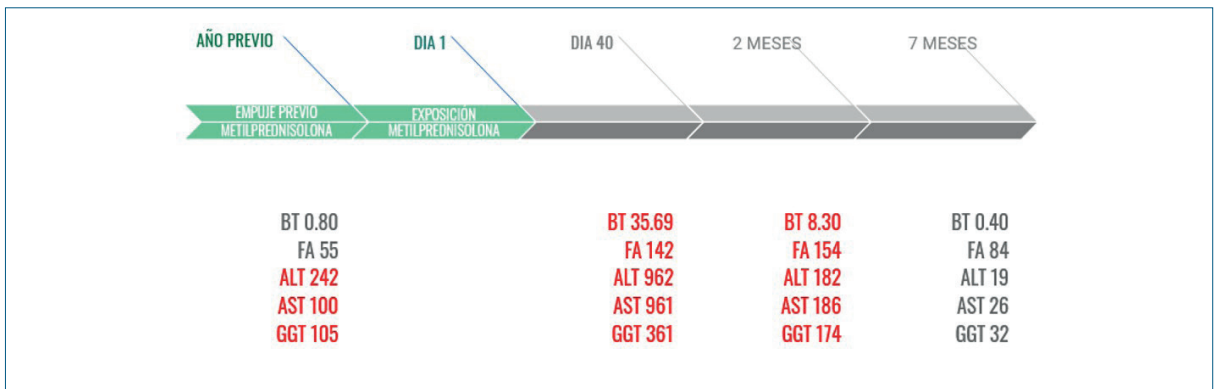 AÑO PREVIO DIA 1 DIA 40 2 MESES 7 MESES
EMPUJE PREVIO EXPOSICIÓN
METILPREDNISOLONA METILPREDNISOLONA
BT 0.80 BT 35.69 BT 8.30 BT 0.40
FA 55 FA 142 FA 154 FA 84
ALT 242 ALT 962 ALT 182 ALT 19
AST 100 AST 961 AST 186 AST 26
GGT 105 GGT 361 GGT 174 GGT 32